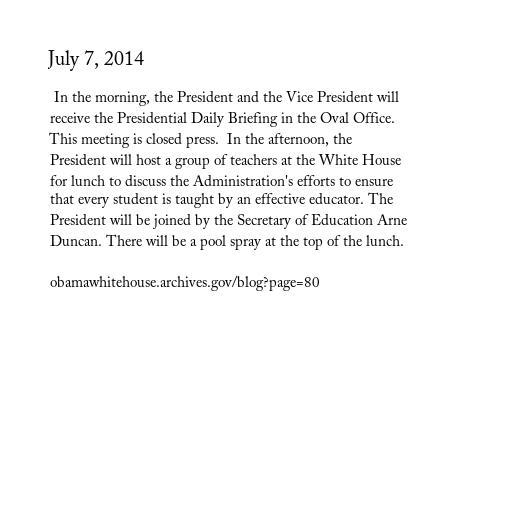 July 7, 2014
In the morning, the President and the Vice President will
receive the Presidential Daily Briefing in the Oval Office.
This meeting is closed press.  In the afternoon, the
President will host a group of teachers at the White House
for lunch to discuss the Administration's efforts to ensure
that every student is taught by an effective educator. The
President will be joined by the Secretary of Education Arne
Duncan. There will be a pool spray at the top of the lunch.
obamawhitehouse.archives.gov/blog?page=80